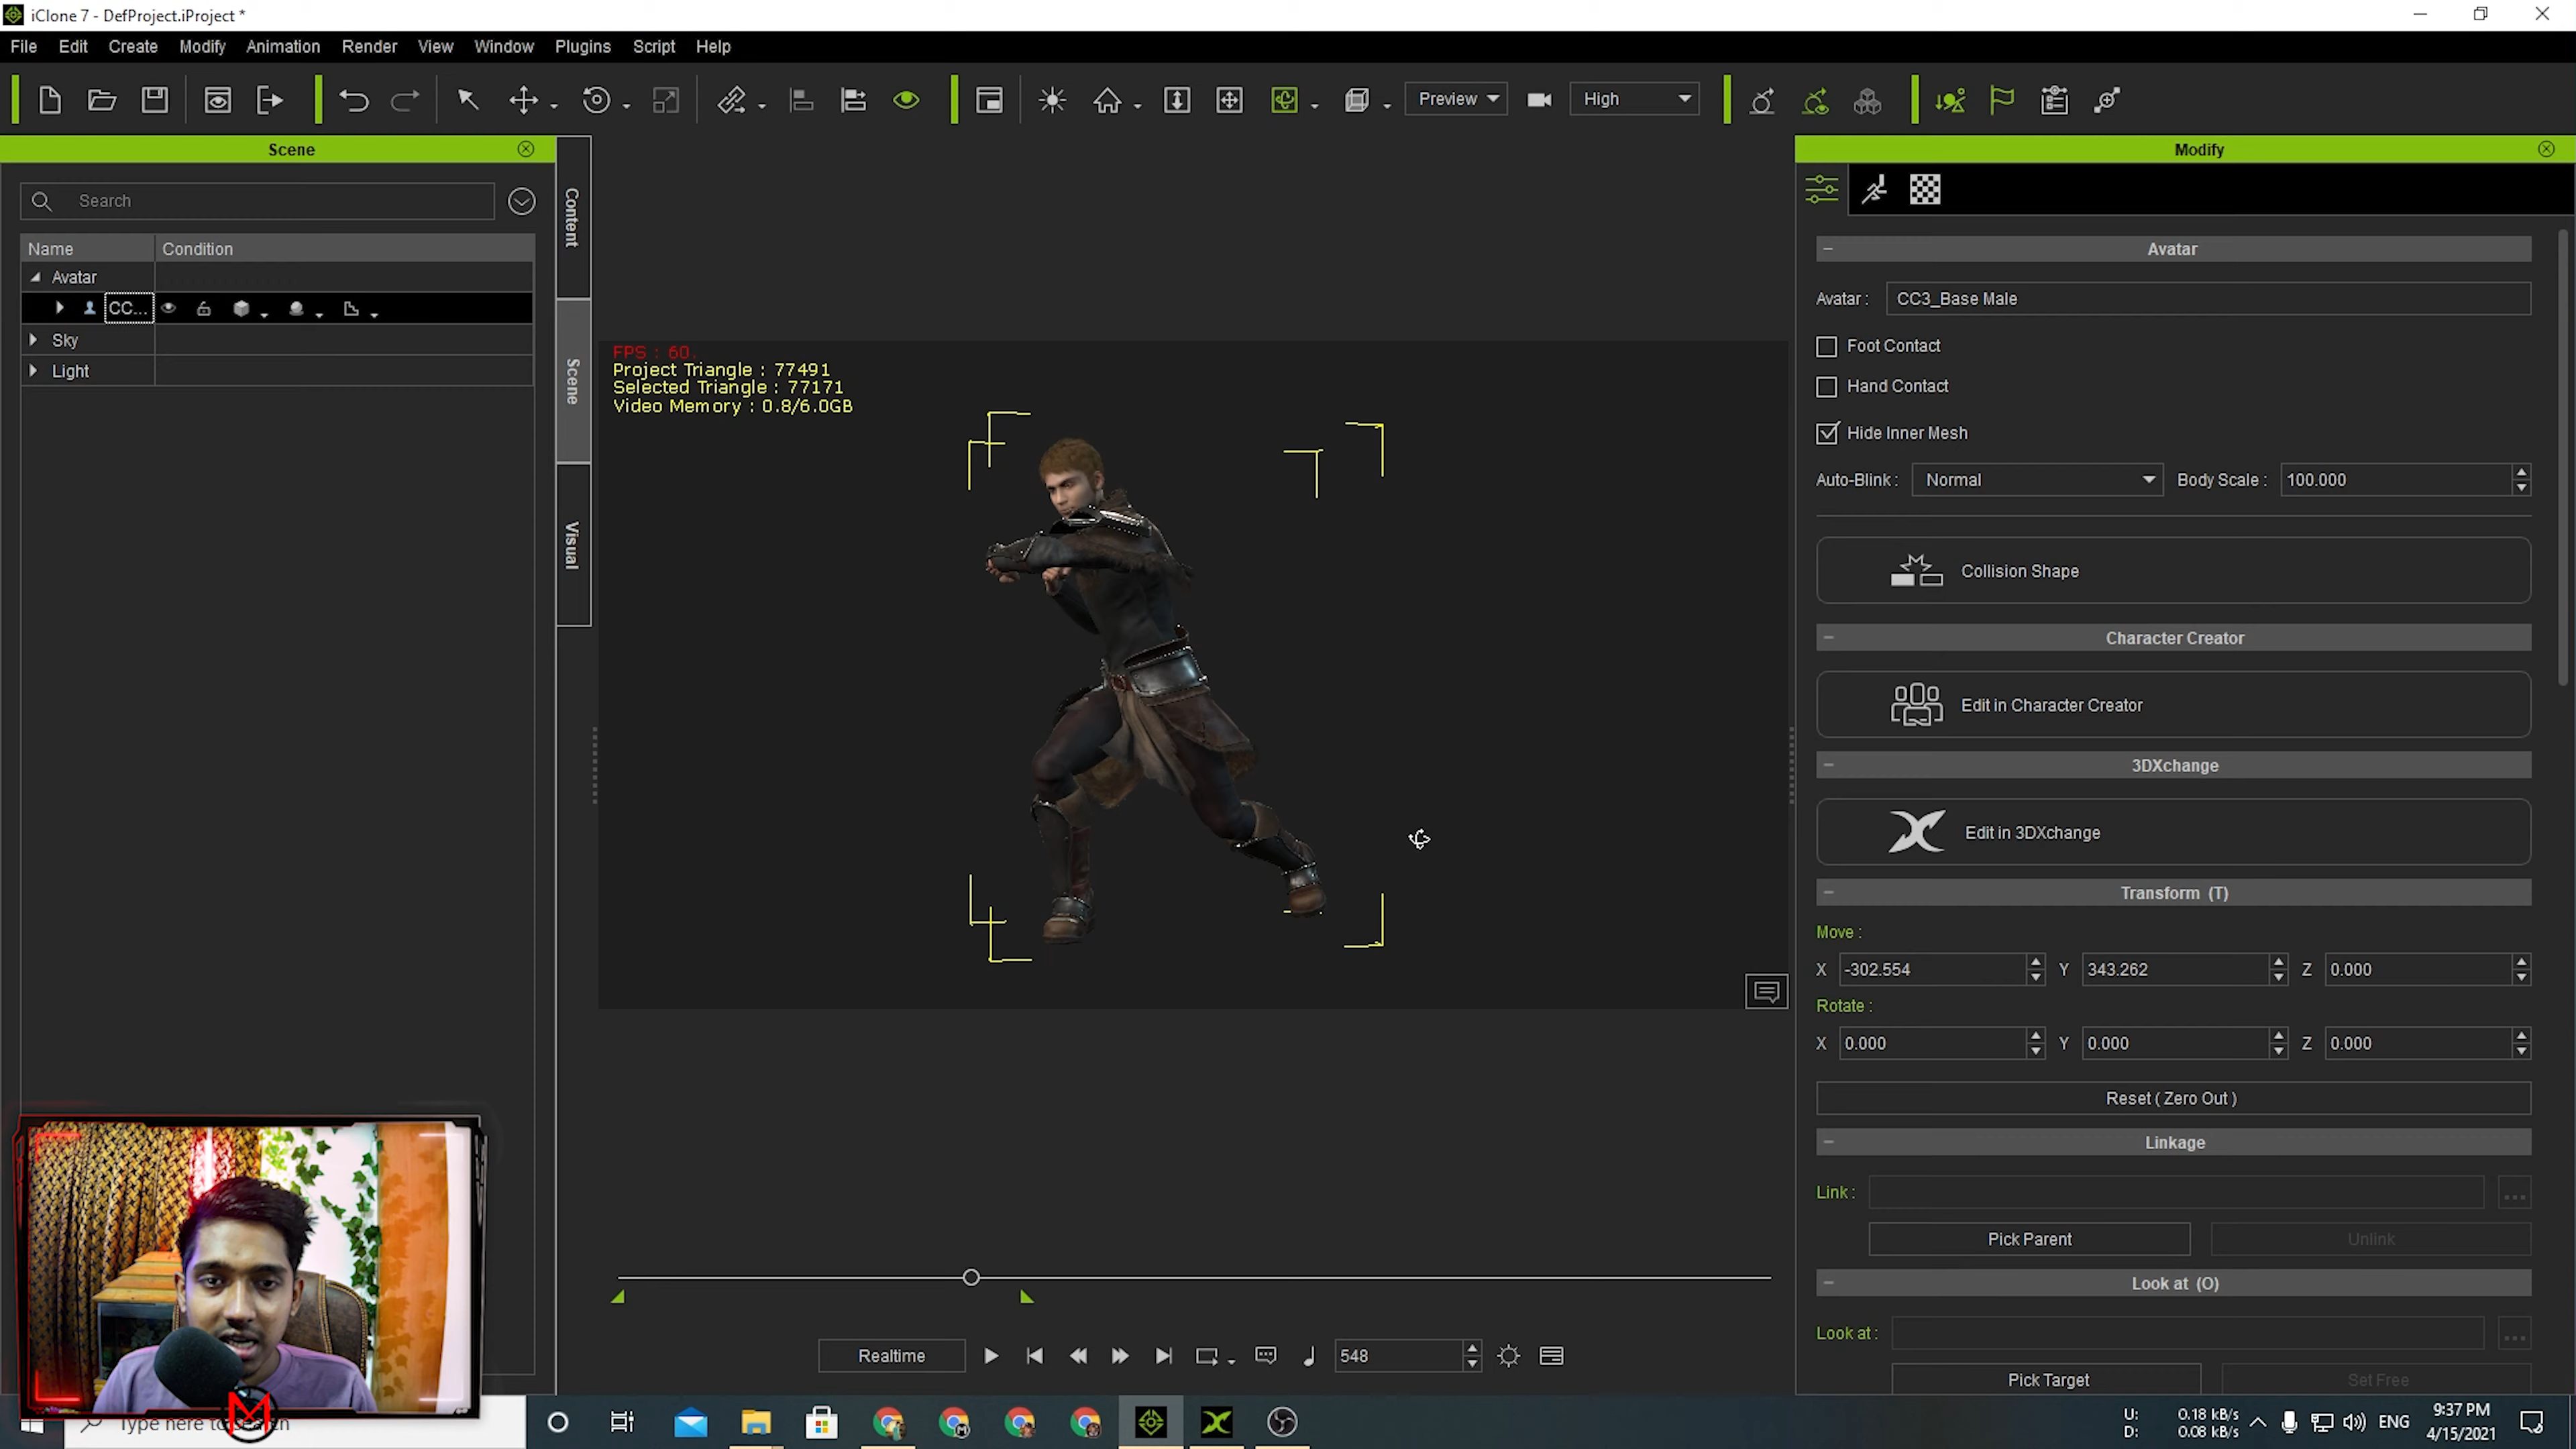 iClone 7 - DefProject.iProject *
File Edit Create Modify Animation Render View Window Plugins Script Help
Preview High
Scene
Search
Name Condition
Avatar
CC...
Sky
Light
Content
Scene
Visual
FPS : 60.
Project Triangle : 77491
Selected Triangle : 77171
Video Memory : 0.8/6.0GB
Modify
Avatar
Avatar : CC3_Base Male
Foot Contact
Hand Contact
Hide Inner Mesh
Auto-Blink : Normal Body Scale : 100.000
Collision Shape
Character Creator
Edit in Character Creator
3DXchange
Edit in 3DXchange
Transform (T)
Move :
X -302.554 Y 343.262 Z 0.000
Rotate :
X 0.000 Y 0.000 Z 0.000
Reset ( Zero Out )
Linkage
Link : ...
Pick Parent Unlink
Look at (O)
Look at : ...
Pick Target Set Free
Realtime 548
M
Type here to search
U: 0.18 kB/s
D: 0.08 kB/s
ENG
9:37 PM
4/15/2021